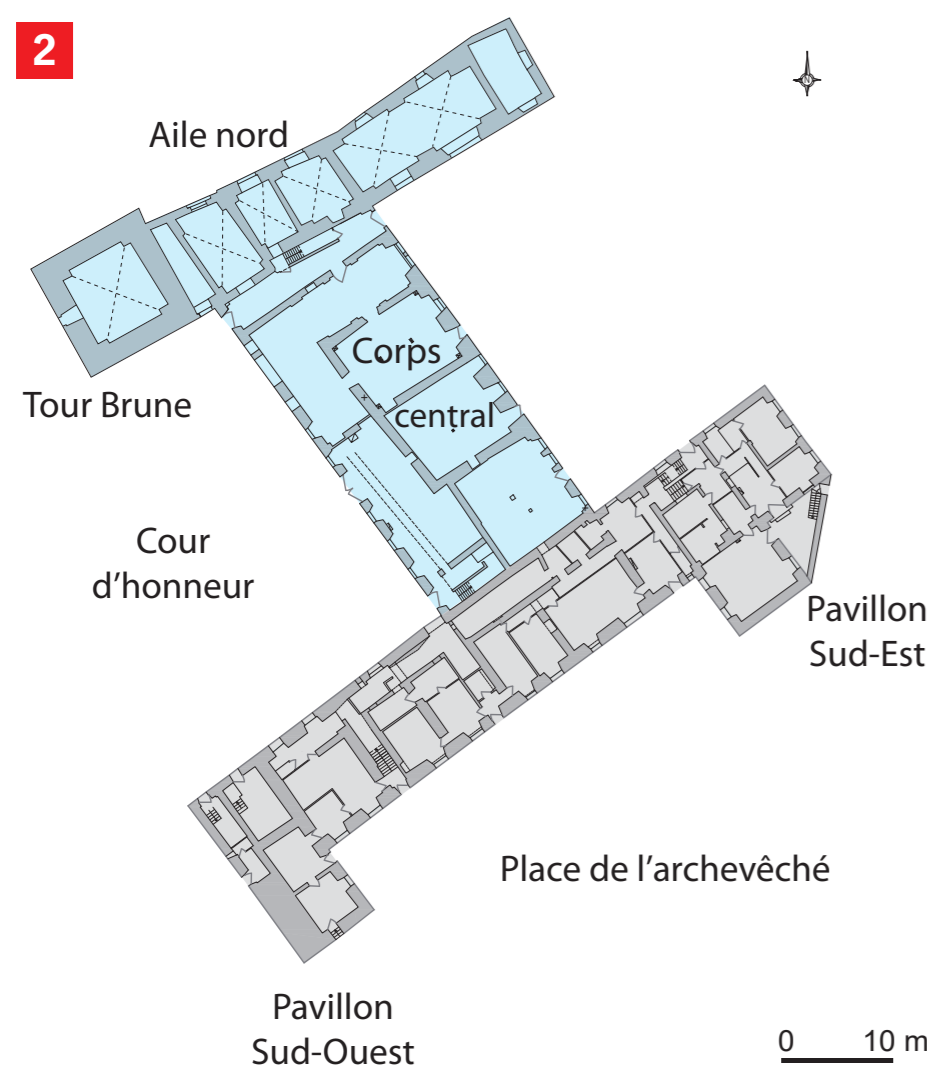 2
N
Aile nord
Corps
central
Tour Brune
Cour
d’honneur
Pavillon
Sud-Est
Place de l’archevêché
Pavillon
Sud-Ouest
0 10 m